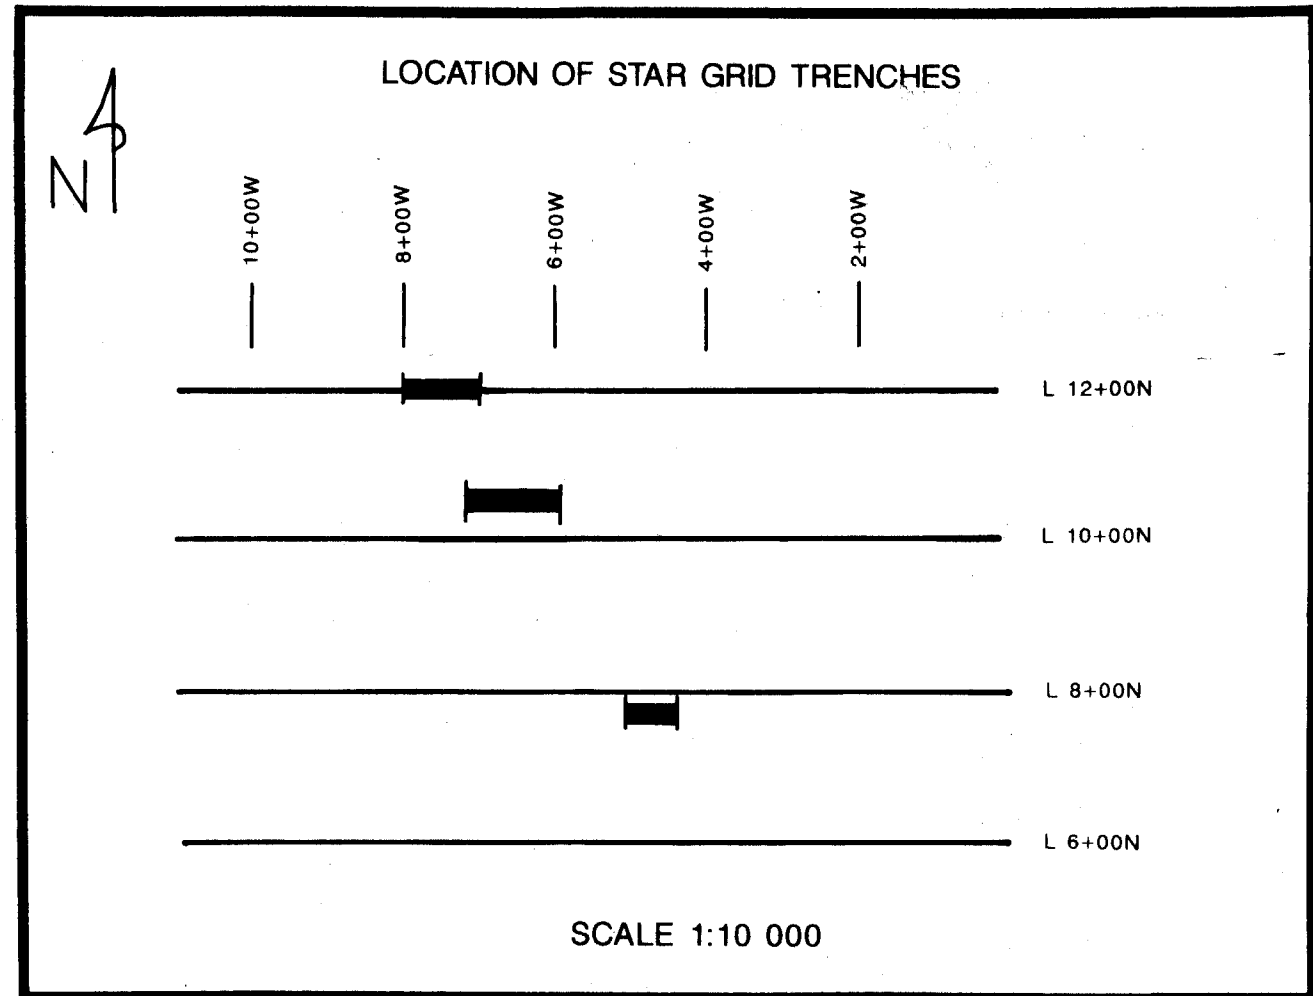 LOCATION OF STAR GRID TRENCHES
N
10+00W
8+00W
6+00W
4+00W
2+00W
L 12+00N
L 10+00N
L 8+00N
L 6+00N
SCALE 1:10 000